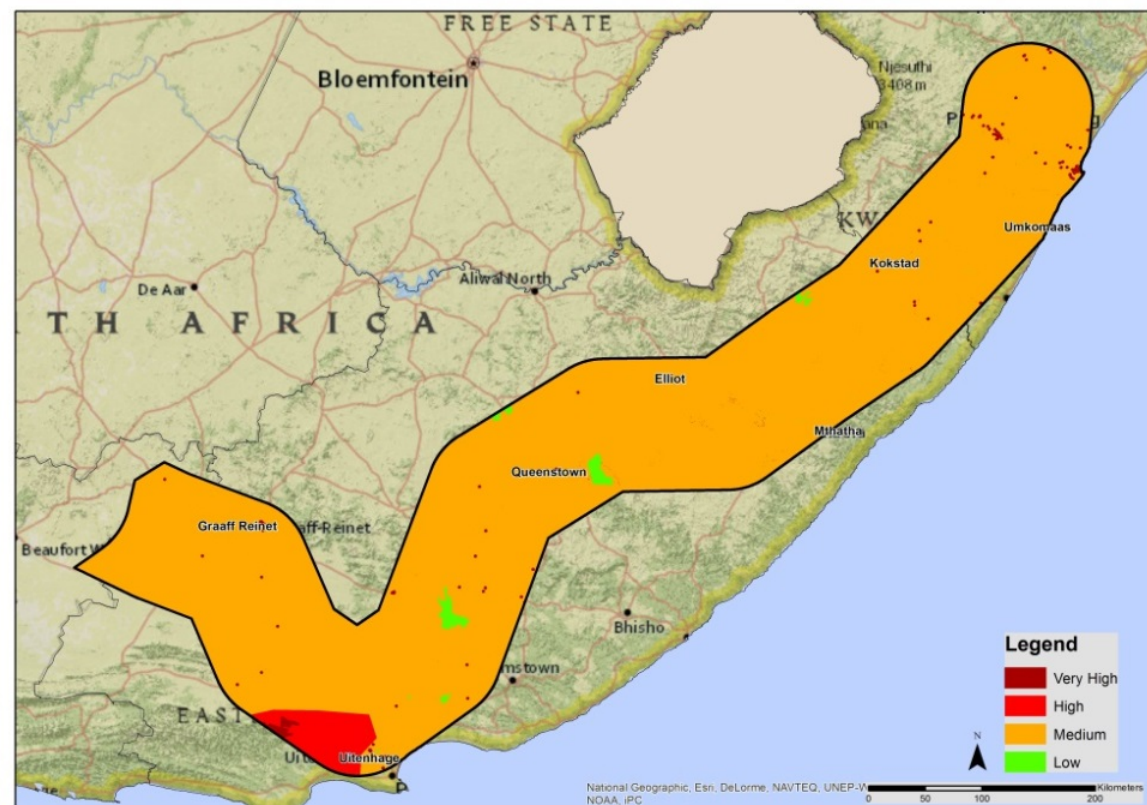 FREE STATE
Bloemfontein
Njesuthi
3408 m
Umkomaas
Kokstad
Aliwal North
De Aar
TH AFRICA
Elliot
Mthatha
Queenstown
Graaff Reinet
aff-Reinet
Beaufort W
Bhisho
mstown
EAST
Uitenhage
Legend
Very High
High
Medium
Low
N
National Geographic, Esri, DeLorme, NAVTEQ, UNEP-W
NOAA, iPC
Kilometers
0 50 100 200